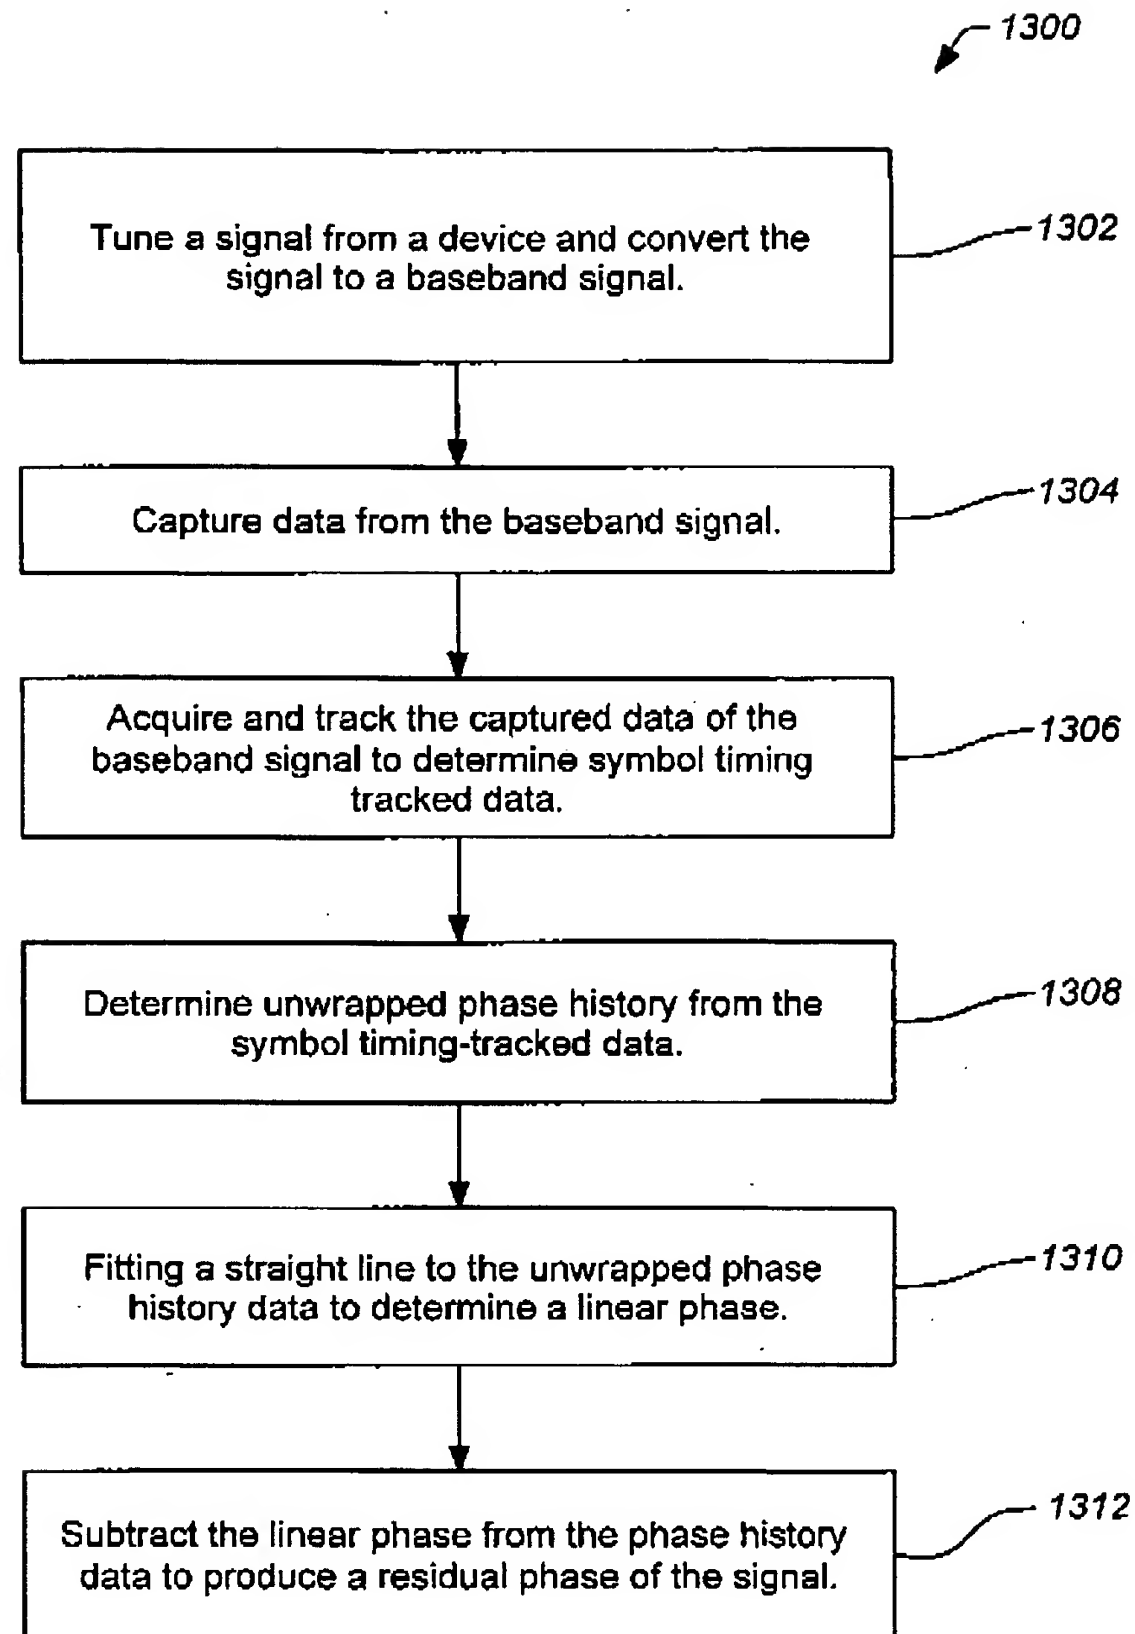 1300
Tune a signal from a device and convert the
signal to a baseband signal.
1302
Capture data from the baseband signal.
1304
Acquire and track the captured data of the
baseband signal to determine symbol timing
tracked data.
1306
Determine unwrapped phase history from the
symbol timing-tracked data.
1308
Fitting a straight line to the unwrapped phase
history data to determine a linear phase.
1310
Subtract the linear phase from the phase history
data to produce a residual phase of the signal.
1312